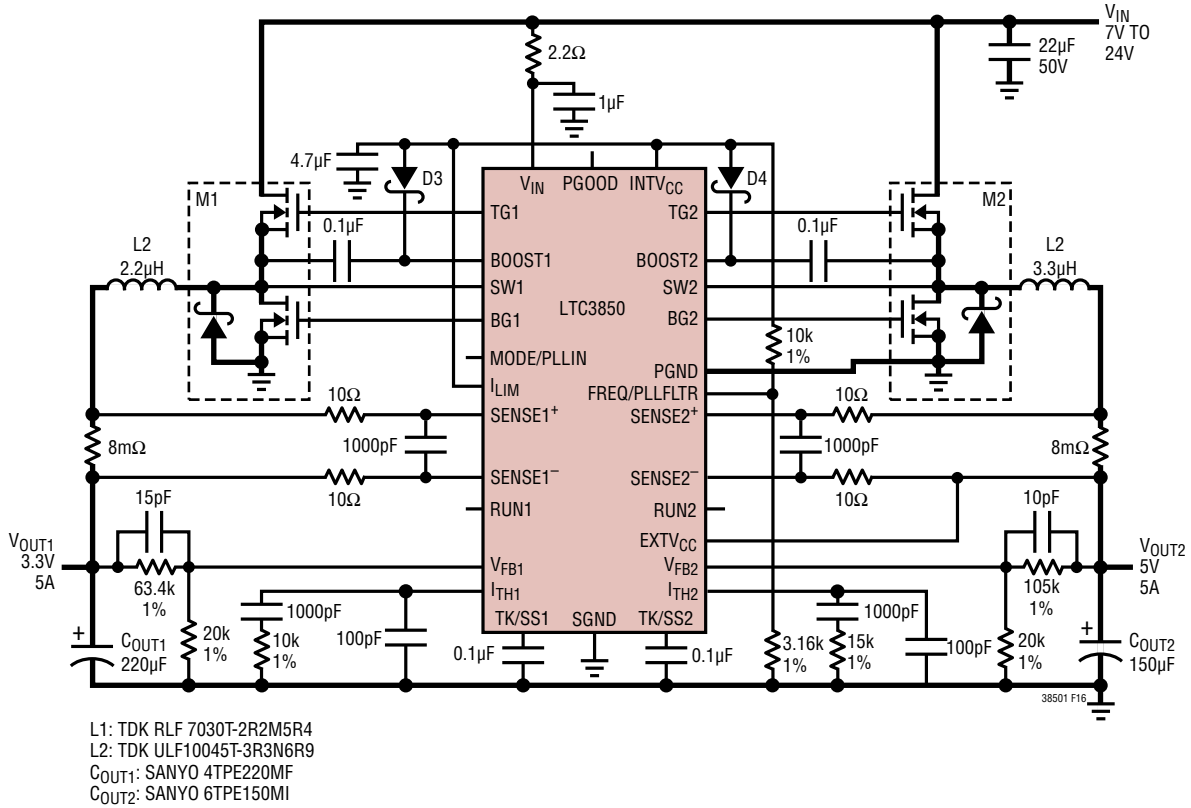 VIN
7V TO
24V
22µF
50V
2.2Ω
1µF
4.7µF
D3
D4
VIN PGOOD INTVCC
M1
M2
TG1
TG2
0.1µF
0.1µF
L2
2.2µH
L2
3.3µH
BOOST1
BOOST2
SW1
SW2
LTC3850
BG1
BG2
10k
1%
MODE/PLLIN
PGND
ILIM
FREQ/PLLFLTR
10Ω
10Ω
SENSE1+
SENSE2+
8mΩ
1000pF
1000pF
8mΩ
SENSE1–
SENSE2–
10Ω
10Ω
15pF
10pF
RUN1
RUN2
EXTVCC
VOUT1
3.3V
5A
VOUT2
5V
5A
VFB1
VFB2
63.4k
1%
105k
1%
ITH1
ITH2
1000pF
1000pF
TK/SS1 SGND TK/SS2
COUT1
220µF
+
20k
1%
10k
1%
100pF
0.1µF
0.1µF
3.16k
1%
15k
1%
100pF
20k
1%
+
COUT2
150µF
38501 F16
L1: TDK RLF 7030T-2R2M5R4
L2: TDK ULF10045T-3R3N6R9
COUT1: SANYO 4TPE220MF
COUT2: SANYO 6TPE150MI